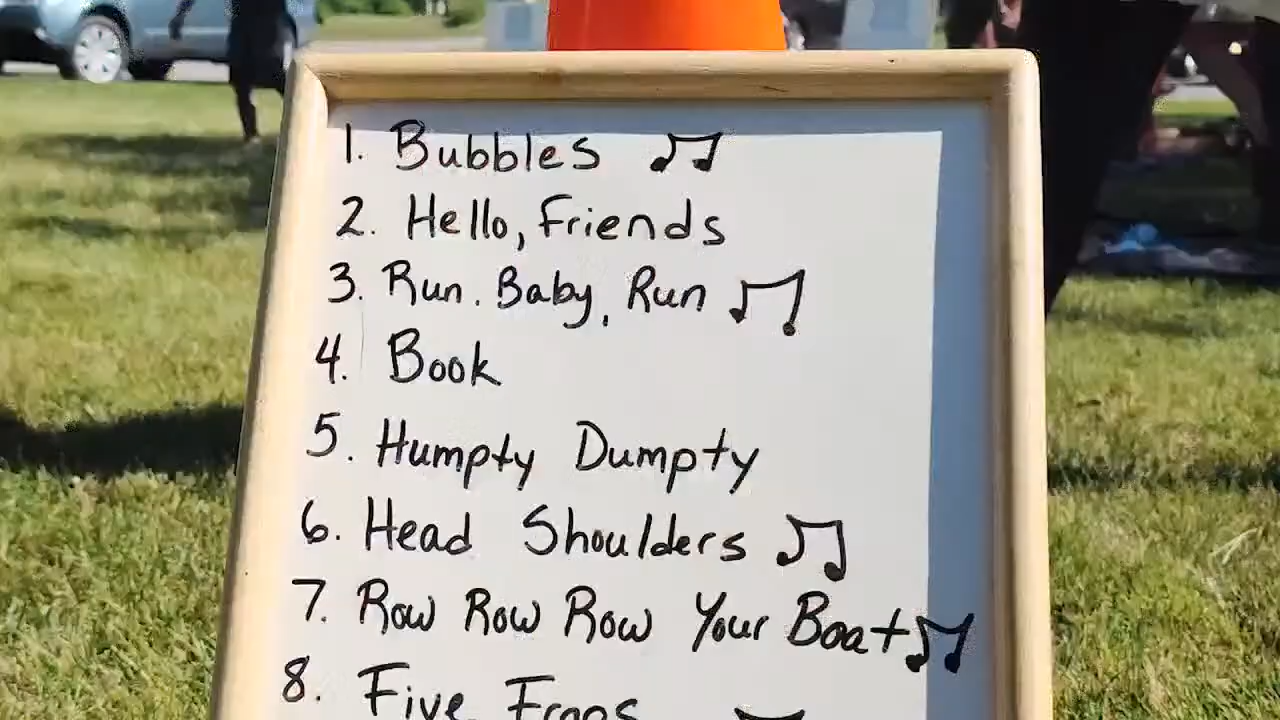 1. Bubbles ♫
2. Hello, Friends
3. Run. Baby, Run ♫
4. Book
5. Humpty Dumpty
6. Head Shoulders ♫
7. Row Row Row Your Boat ♫
8. Five Frogs ♫